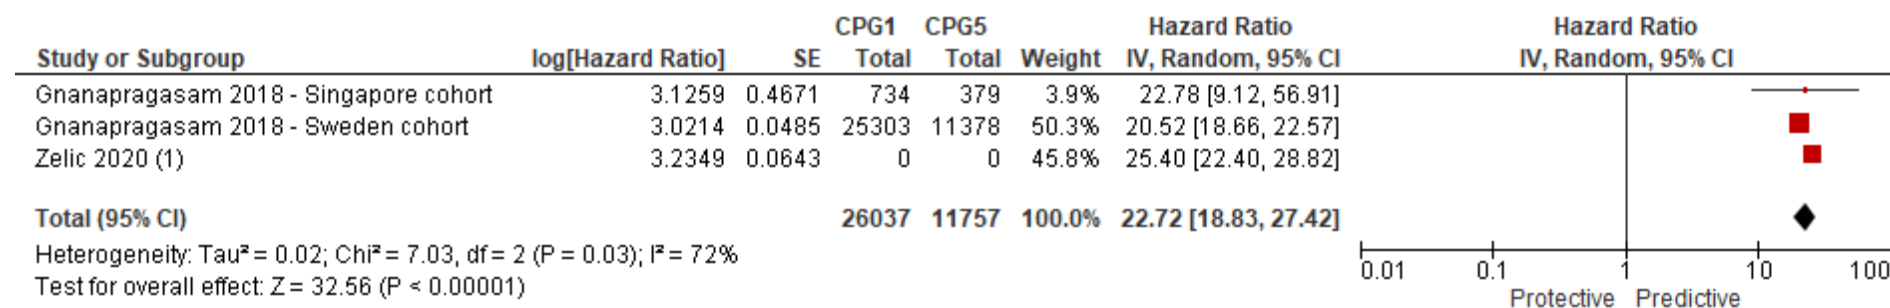 CPG1 CPG5 Hazard Ratio Hazard Ratio
Study or Subgroup log[Hazard Ratio] SE Total Total Weight IV, Random, 95% CI IV, Random, 95% CI
Gnanapragasam 2018 - Singapore cohort 3.1259 0.4671 734 379 3.9% 22.78 [9.12, 56.91]
Gnanapragasam 2018 - Sweden cohort 3.0214 0.0485 25303 11378 50.3% 20.52 [18.66, 22.57]
Zelic 2020 (1) 3.2349 0.0643 0 0 45.8% 25.40 [22.40, 28.82]
Total (95% CI) 26037 11757 100.0% 22.72 [18.83, 27.42]
Heterogeneity: Tau² = 0.02; Chi² = 7.03, df = 2 (P = 0.03); I² = 72%
Test for overall effect: Z = 32.56 (P < 0.00001)
0.01 0.1 1 10 100
Protective Predictive